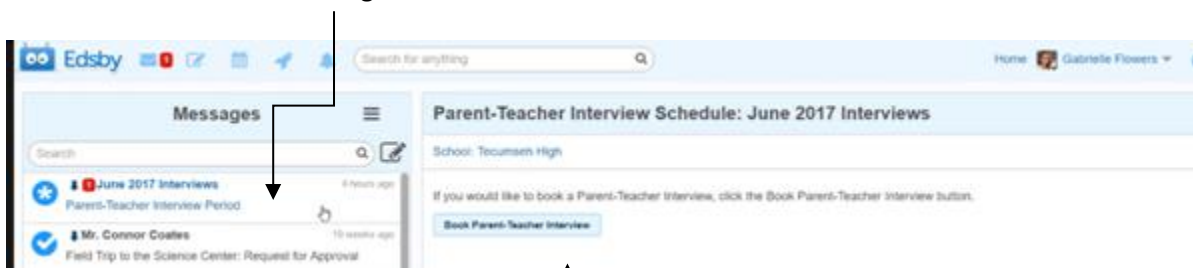 Edsby
Search for anything
Home Gabrielle Flowers
Messages
Search
June 2017 Interviews 6 hours ago
Parent-Teacher Interview Period
Mr. Connor Coates 10 weeks ago
Field Trip to the Science Center: Request for Approval
Parent-Teacher Interview Schedule: June 2017 Interviews
School: Tecumseh High
If you would like to book a Parent-Teacher Interview, click the Book Parent-Teacher Interview button.
Book Parent-Teacher Interview